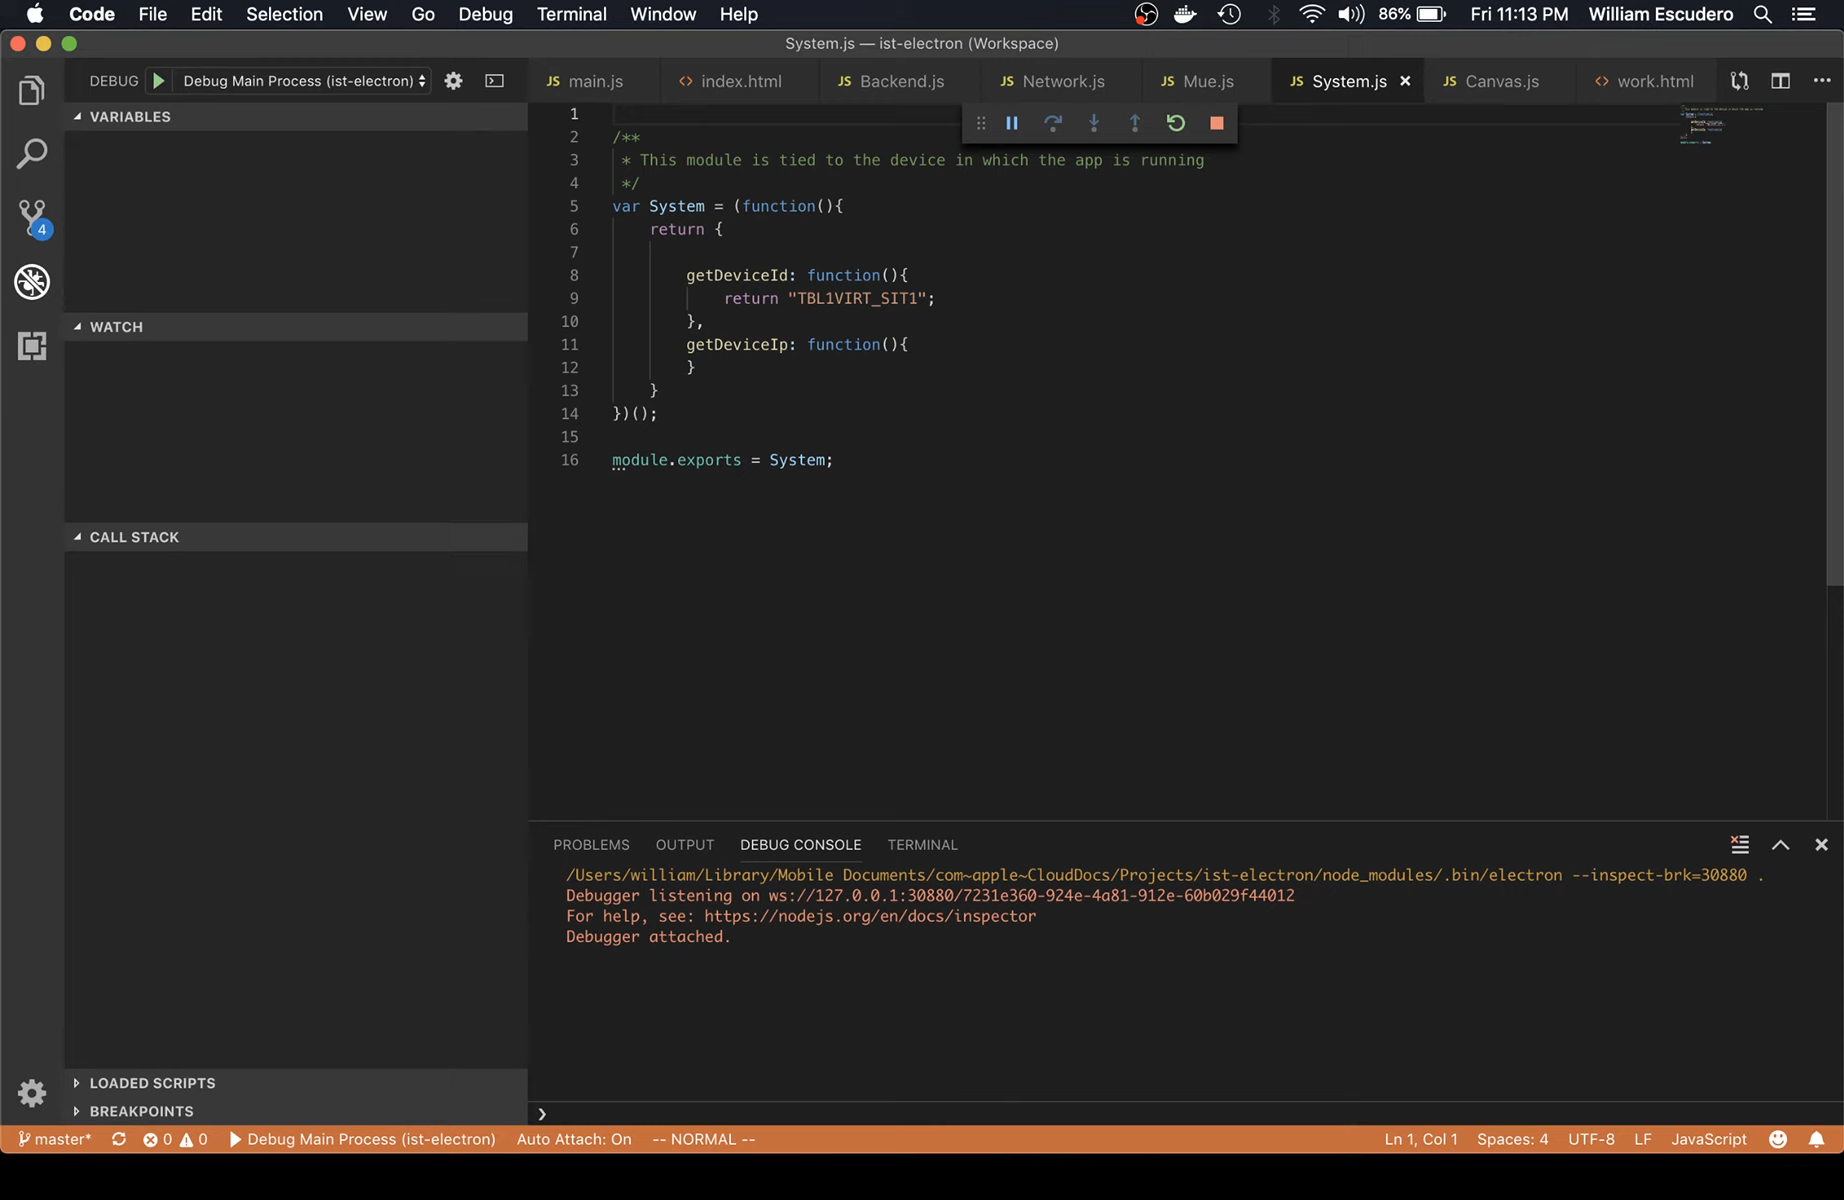 Code File Edit Selection View Go Debug Terminal Window Help 86% Fri 11:13 PM William Escudero
System.js — ist-electron (Workspace)
DEBUG Debug Main Process (ist-electron)
JS main.js <> index.html JS Backend.js JS Network.js JS Mue.js JS System.js JS Canvas.js <> work.html
VARIABLES
4
WATCH
CALL STACK
LOADED SCRIPTS
BREAKPOINTS
1
2 /**
3 * This module is tied to the device in which the app is running
4 */
5 var System = (function(){
6 return {
7
8 getDeviceId: function(){
9 return "TBL1VIRT_SIT1";
10 },
11 getDeviceIp: function(){
12 }
13 }
14 })();
15
16 module.exports = System;
PROBLEMS OUTPUT DEBUG CONSOLE TERMINAL
/Users/william/Library/Mobile Documents/com~apple~CloudDocs/Projects/ist-electron/node_modules/.bin/electron --inspect-brk=30880 .
Debugger listening on ws://127.0.0.1:30880/7231e360-924e-4a81-912e-60b029f44012
For help, see: https://nodejs.org/en/docs/inspector
Debugger attached.
master* 0 0 Debug Main Process (ist-electron) Auto Attach: On -- NORMAL -- Ln 1, Col 1 Spaces: 4 UTF-8 LF JavaScript